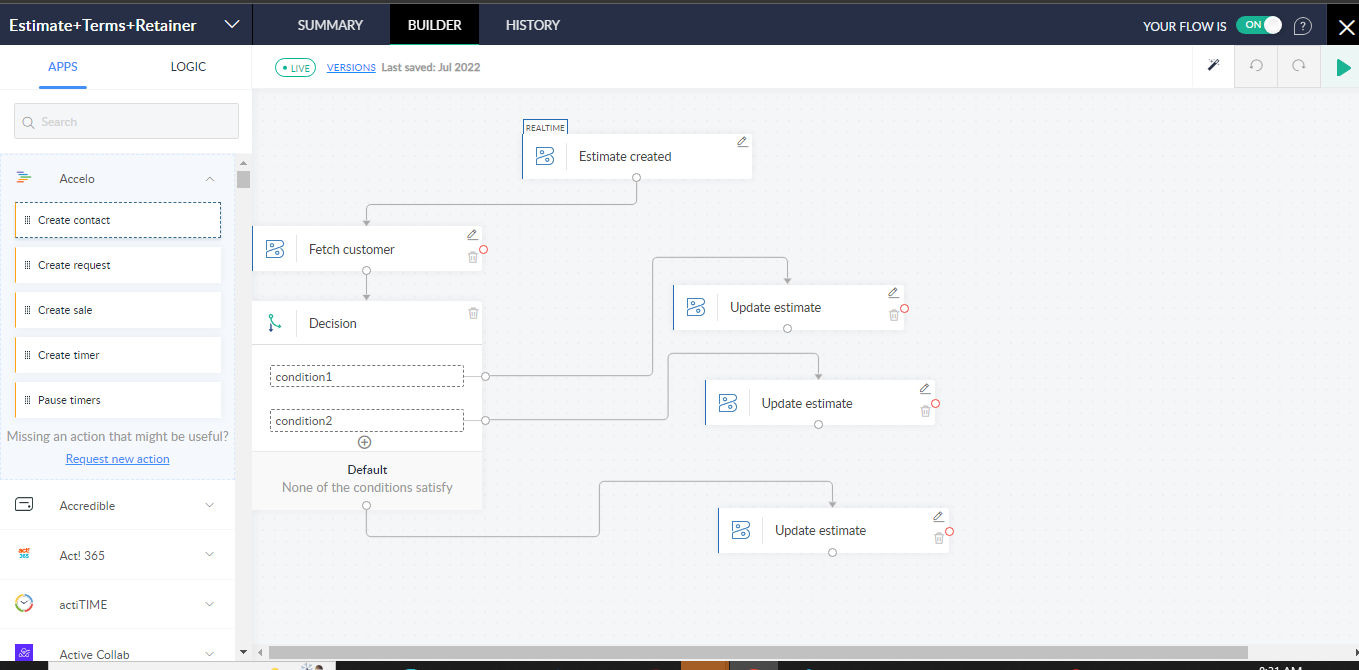 Estimate+Terms+Retainer
SUMMARY
BUILDER
HISTORY
YOUR FLOW IS
ON
?
APPS
LOGIC
LIVE
VERSIONS
Last saved: Jul 2022
Search
Accelo
Create contact
Create request
Create sale
Create timer
Pause timers
Missing an action that might be useful?
Request new action
Accredible
act!
365
Act! 365
actiTIME
Active Collab
REALTIME
Estimate created
Fetch customer
Decision
condition1
condition2
Default
None of the conditions satisfy
Update estimate
Update estimate
Update estimate